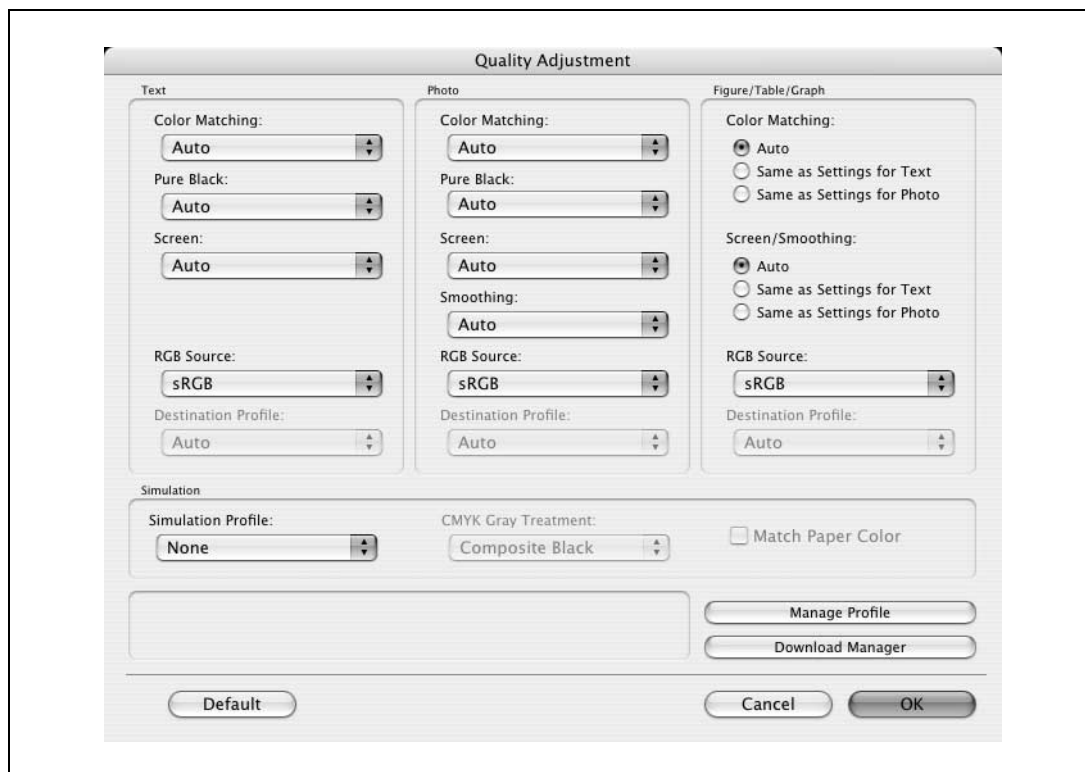 Quality Adjustment
Text
Color Matching:
Auto
Pure Black:
Auto
Screen:
Auto
RGB Source:
sRGB
Destination Profile:
Auto
Photo
Color Matching:
Auto
Pure Black:
Auto
Screen:
Auto
Smoothing:
Auto
RGB Source:
sRGB
Destination Profile:
Auto
Figure/Table/Graph
Color Matching:
Auto
Same as Settings for Text
Same as Settings for Photo
Screen/Smoothing:
Auto
Same as Settings for Text
Same as Settings for Photo
RGB Source:
sRGB
Destination Profile:
Auto
Simulation
Simulation Profile:
None
CMYK Gray Treatment:
Composite Black
Match Paper Color
Manage Profile
Download Manager
Default
Cancel
OK